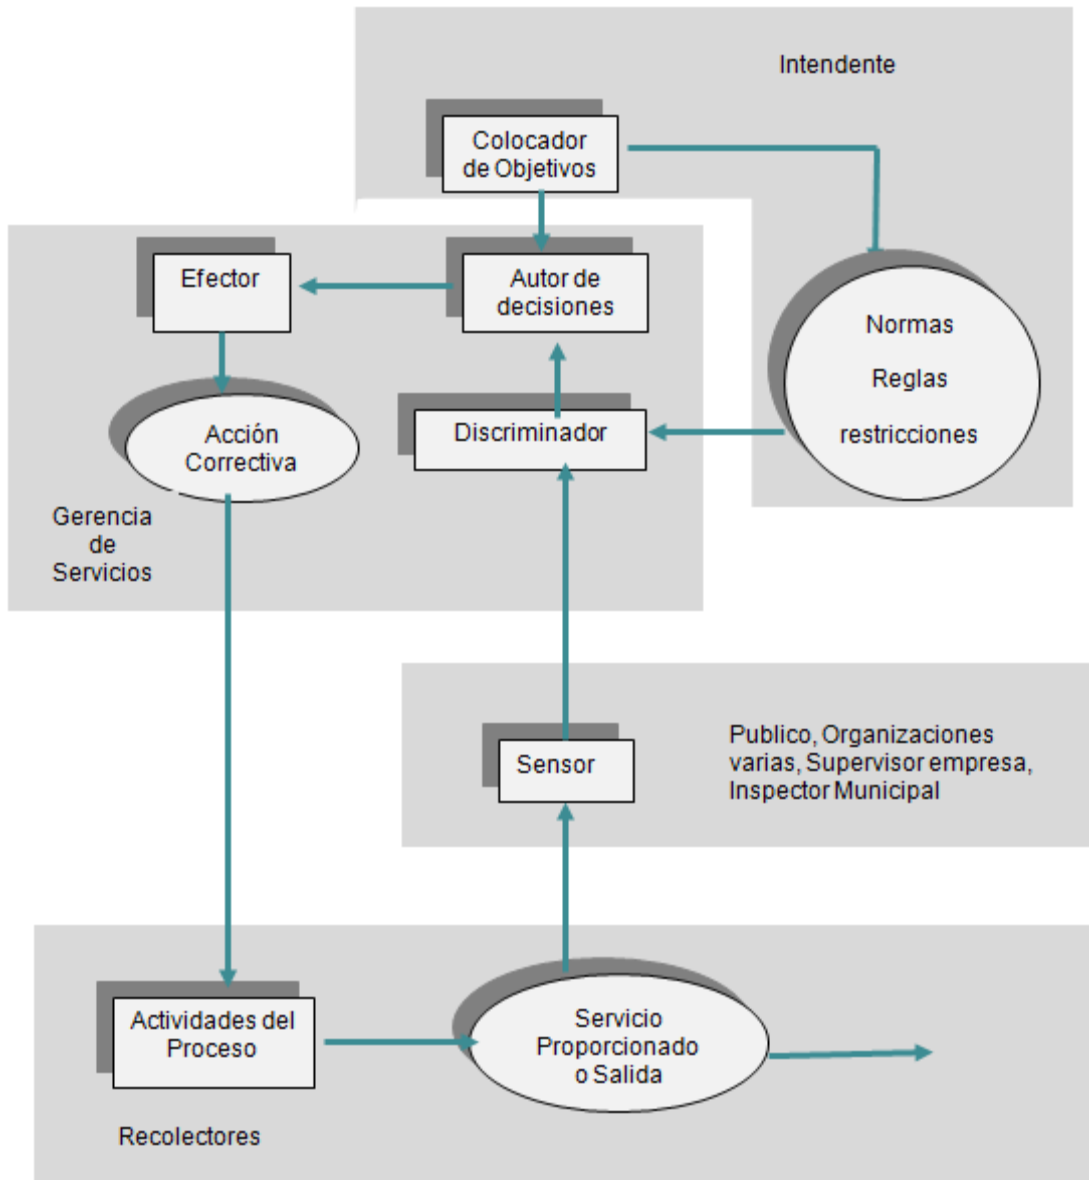 Intendente
Colocador
de Objetivos
Efector
Autor de
decisiones
Normas
Reglas
restricciones
Discriminador
Acción
Correctiva
Gerencia
de
Servicios
Sensor
Publico, Organizaciones
varias, Supervisor empresa,
Inspector Municipal
Actividades del
Proceso
Servicio
Proporcionado
o Salida
Recolectores